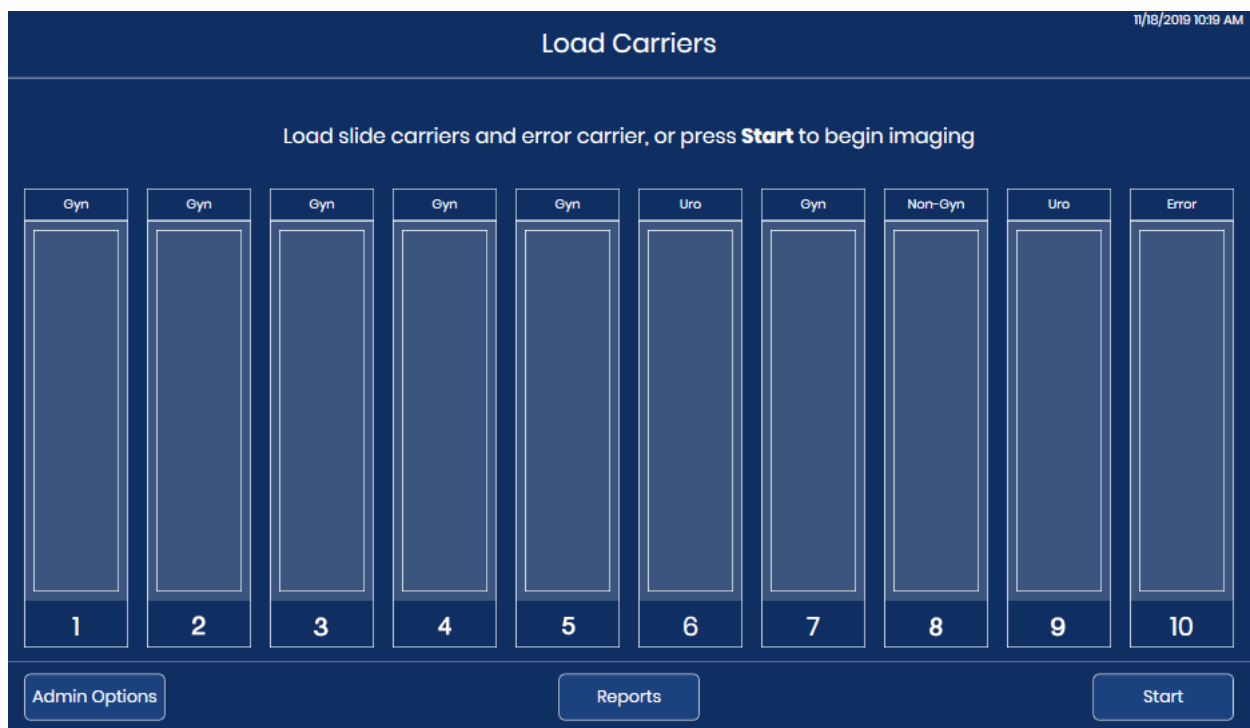 11/18/2019 10:19 AM
Load Carriers
Load slide carriers and error carrier, or press Start to begin imaging
Gyn Gyn Gyn Gyn Gyn Uro Gyn Non-Gyn Uro Error
1 2 3 4 5 6 7 8 9 10
Admin Options Reports Start